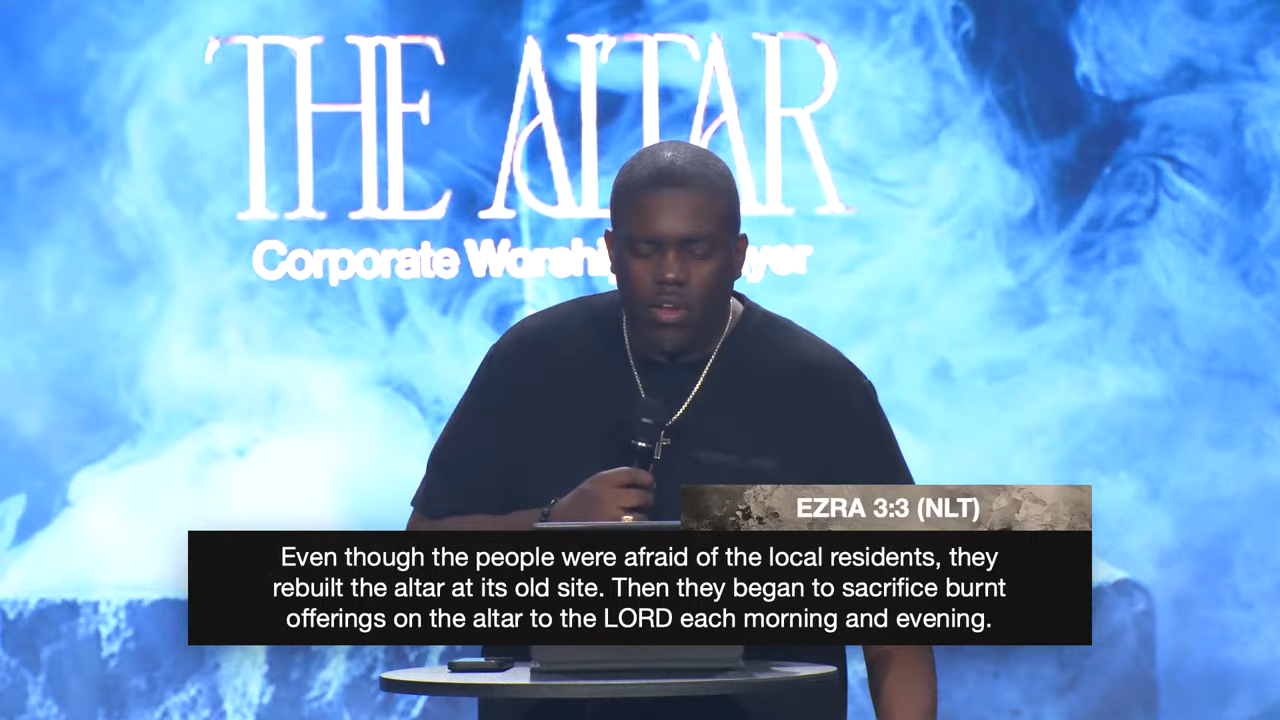 THE ALTAR
Corporate Worship
EZRA 3:3 (NLT)
Even though the people were afraid of the local residents, they
rebuilt the altar at its old site. Then they began to sacrifice burnt
offerings on the altar to the LORD each morning and evening.